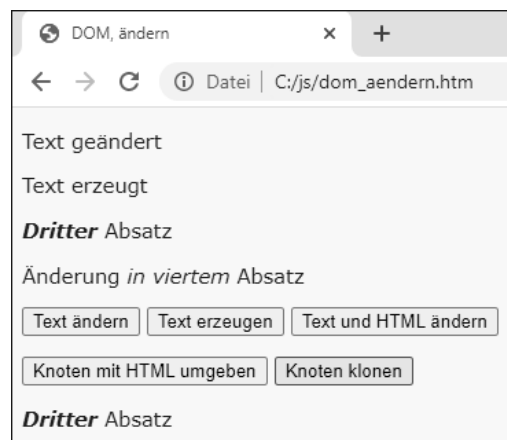 DOM, ändern
Datei C:/js/dom_aendern.htm
Text geändert
Text erzeugt
Dritter Absatz
Änderung in viertem Absatz
Text ändern Text erzeugen Text und HTML ändern
Knoten mit HTML umgeben Knoten klonen
Dritter Absatz